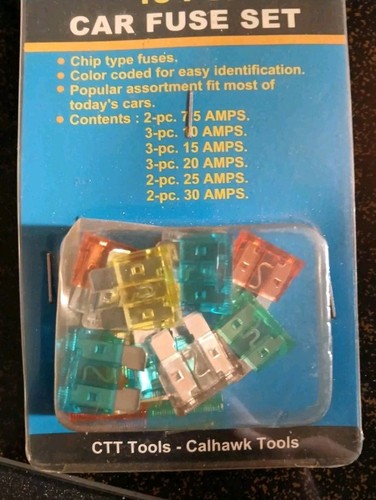 CAR FUSE SET
Chip type fuses.
Color coded for easy identification.
Popular assortment fit most of
today's cars.
Contents : 2-pc. 7.5 AMPS.
3-pc. 10 AMPS.
3-pc. 15 AMPS.
3-pc. 20 AMPS.
2-pc. 25 AMPS.
2-pc. 30 AMPS.
CTT Tools - Calhawk Tools